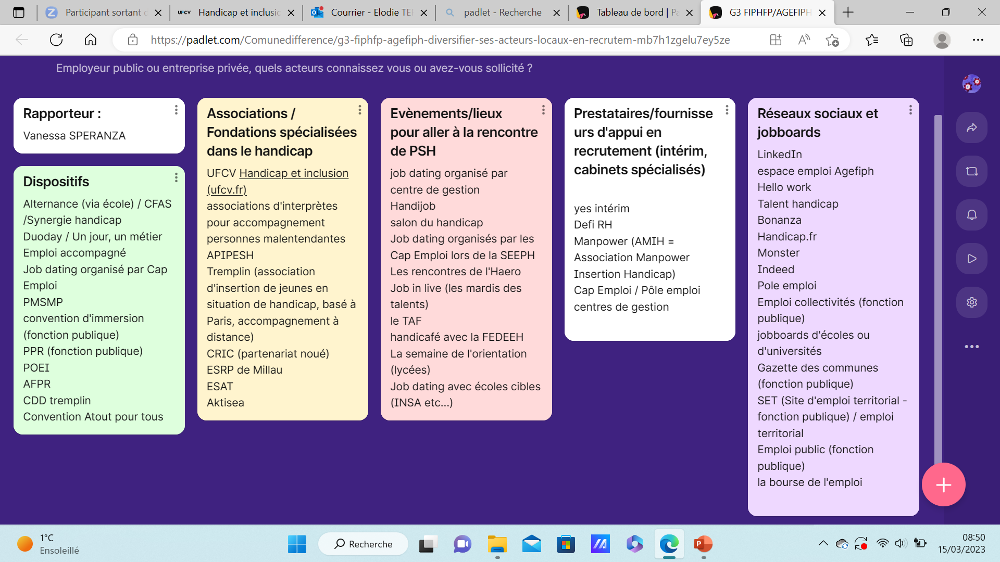 Participant sortant
Handicap et inclusic
Courrier - Elodie TE
padlet - Recherche
Tableau de bord | Pa
G3 FIPHFP/AGEFIPH
https://padlet.com/Comunedifference/g3-fiphfp-agefiph-diversifier-ses-acteurs-locaux-en-recrutem-mb7h1zgelu7ey5ze
Employeur public ou entreprise privée, quels acteurs connaissez vous ou avez-vous sollicité ?
Rapporteur :
Vanessa SPERANZA
Dispositifs
Alternance (via école) / CFAS
/Synergie handicap
Duoday / Un jour, un métier
Emploi accompagné
Job dating organisé par Cap
Emploi
PMSMP
convention d'immersion
(fonction publique)
PPR (fonction publique)
POEI
AFPR
CDD tremplin
Convention Atout pour tous
Associations /
Fondations spécialisées
dans le handicap
UFCV Handicap et inclusion
(ufcv.fr)
associations d'interprètes
pour accompagnement
personnes malentendantes
APIPESH
Tremplin (association
d'insertion de jeunes en
situation de handicap, basé à
Paris, accompagnement à
distance)
CRIC (partenariat noué)
ESRP de Millau
ESAT
Aktisea
Evènements/lieux
pour aller à la rencontre
de PSH
job dating organisé par
centre de gestion
Handijob
salon du handicap
Job dating organisés par les
Cap Emploi lors de la SEEPH
Les rencontres de l'Haero
Job in live (les mardis des
talents)
le TAF
handicafé avec la FEDEEH
La semaine de l'orientation
(lycées)
Job dating avec écoles cibles
(INSA etc...)
Prestataires/fournisse
urs d'appui en
recrutement (intérim,
cabinets spécialisés)
yes intérim
Defi RH
Manpower (AMIH =
Association Manpower
Insertion Handicap)
Cap Emploi / Pôle emploi
centres de gestion
Réseaux sociaux et
jobboards
LinkedIn
espace emploi Agefiph
Hello work
Talent handicap
Bonanza
Handicap.fr
Monster
Indeed
Pole emploi
Emploi collectivités (fonction
publique)
jobboards d'écoles ou
d'universités
Gazette des communes
(fonction publique)
SET (Site d'emploi territorial -
fonction publique) / emploi
territorial
Emploi public (fonction
publique)
la bourse de l'emploi
1°C
Ensoleillé
Recherche
08:50
15/03/2023